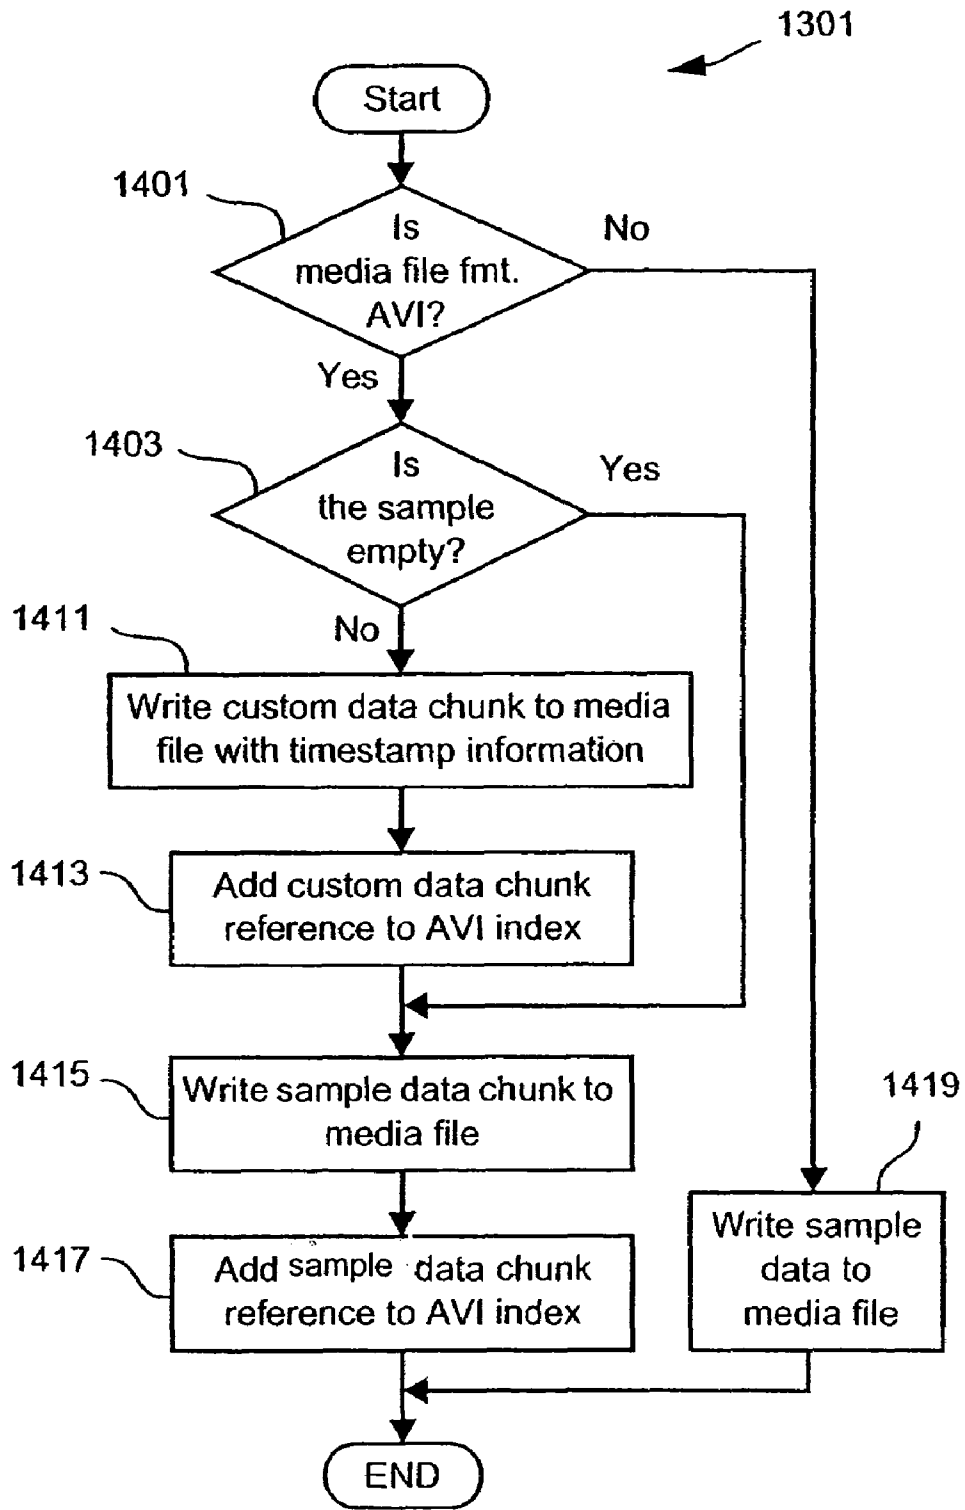 1301
Start
1401
Is
media file fmt.
AVI?
No
Yes
1403
Is
the sample
empty?
Yes
No
1411
Write custom data chunk to media
file with timestamp information
1413
Add custom data chunk
reference to AVI index
1415
Write sample data chunk to
media file
1419
Write sample
data to
media file
1417
Add sample data chunk
reference to AVI index
END